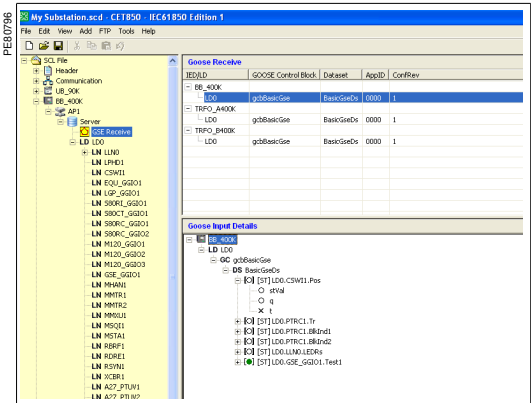 PE80796
My Substation.scd - CET850 - IEC61850 Edition 1
File Edit View Add FTP Tools Help
SCL File
Header
Communication
UB_90K
BB_400K
AP1
Server
GSE Receive
LD LD0
LN LLN0
LN LPHD1
LN CSWI1
LN EQU_GGIO1
LN LGP_GGIO1
LN S80RI_GGIO1
LN S80CT_GGIO1
LN S80RC_GGIO1
LN S80RC_GGIO2
LN M120_GGIO1
LN M120_GGIO2
LN M120_GGIO3
LN GSE_GGIO1
LN MHAN1
LN MMTR1
LN MMTR2
LN MMXU1
LN MSQI1
LN MSTA1
LN RBRF1
LN RDRE1
LN RSYN1
LN XCBR1
LN A27_PTUV1
LN A27_PTUV2
Goose Receive
IED/LD GOOSE Control Block Dataset AppID ConfRev
BB_400K
LD0 gcbBasicGse BasicGseDs 0000 1
TRFO_A400K
LD0 gcbBasicGse BasicGseDs 0000 1
TRFO_B400K
LD0 gcbBasicGse BasicGseDs 0000 1
Goose Input Details
BB_400K
LD LD0
GC gcbBasicGse
DS BasicGseDs
[ST] LD0.CSWI1.Pos
stVal
q
t
[ST] LD0.PTRC1.Tr
[ST] LD0.PTRC1.BlkInd1
[ST] LD0.PTRC1.BlkInd2
[ST] LD0.LLN0.LEDRs
[ST] LD0.GSE_GGIO1.Test1